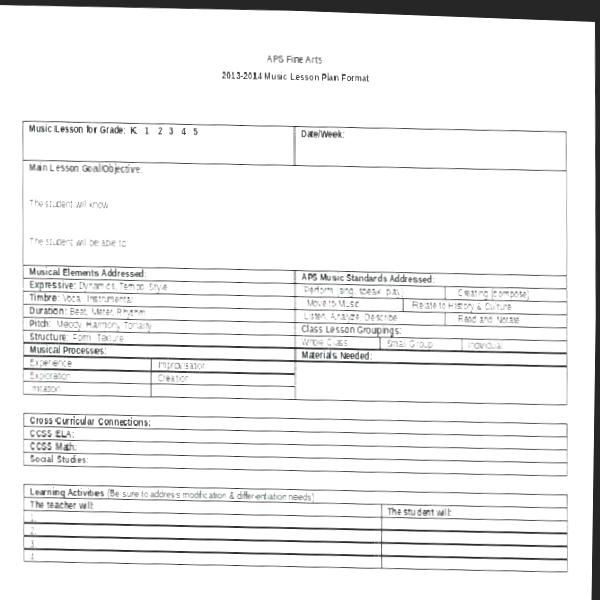 APS Fine Arts
2013-2014 Music Lesson Plan Format
Music Lesson for Grade: K 1 2 3 4 5
Date/Week:
Main Lesson Goal/Objective:
The student will know
The student will be able to
Musical Elements Addressed:
Expressive: Dynamics, Tempo, Style
Timbre: Vocal, Instrumental
Duration: Beat, Meter, Rhythm
Pitch: Melody, Harmony, Tonality
Structure: Form, Texture
Musical Processes:
Experience Improvisation
Exploration Creation
Imitation
APS Music Standards Addressed:
Perform [sing, speak, play] Creating [compose]
Move to Music Relate to History & Culture
Listen, Analyze, Describe Read and Notate
Class Lesson Groupings:
Whole Class Small Group Individual
Materials Needed:
Cross Curricular Connections:
CCSS ELA:
CCSS Math:
Social Studies:
Learning Activities (Be sure to address modification & differentiation needs)
The teacher will: The student will:
1.
2.
3.
4.